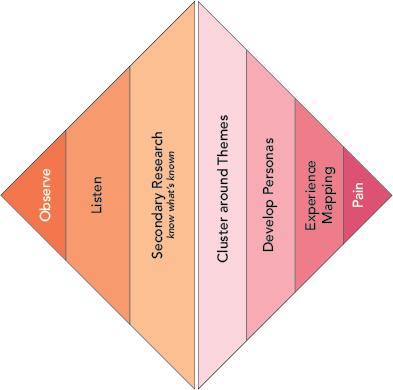 Observe
Listen
Secondary Research
know what's known
Cluster around Themes
Develop Personas
Experience
Mapping
Pain